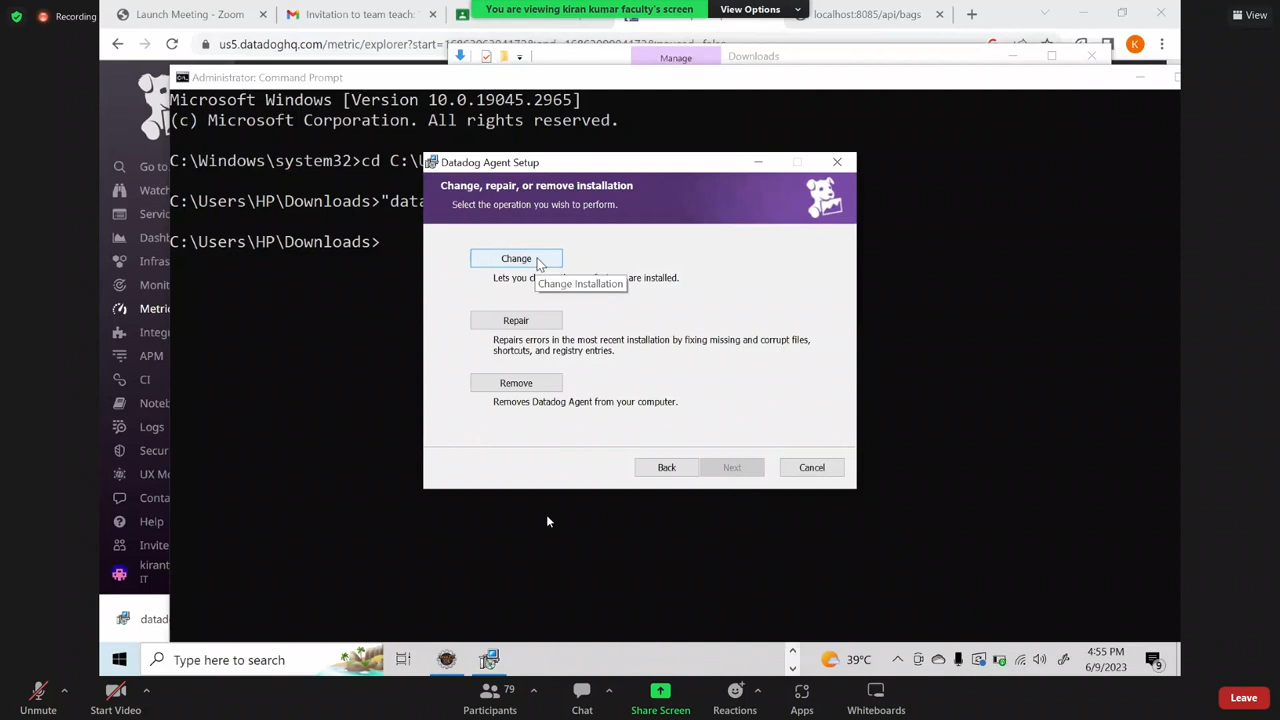 Recording
You are viewing kiran kumar faculty's screen
View Options
View
Launch Meeting - Zoom
Invitation to team teach:
localhost:8085/api/bags
us5.datadoghq.com/metric/explorer?start=
K
Manage
Downloads
Administrator: Command Prompt
Microsoft Windows [Version 10.0.19045.2965]
(c) Microsoft Corporation. All rights reserved.
C:\Windows\system32>cd C:\
C:\Users\HP\Downloads>"data
C:\Users\HP\Downloads>
Go to
Watch
Servic
Dashb
Infras
Monit
Metric
Integr
APM
CI
Noteb
Logs
Secur
UX Mo
Conta
Help
Invite
kirant
IT
datado
Datadog Agent Setup
Change, repair, or remove installation
Select the operation you wish to perform.
Change
Lets you
are installed.
Change Installation
Repair
Repairs errors in the most recent installation by fixing missing and corrupt files,
shortcuts, and registry entries.
Remove
Removes Datadog Agent from your computer.
Back
Next
Cancel
Type here to search
39°C
4:55 PM
6/9/2023
9
Unmute
Start Video
79
Participants
Chat
Share Screen
Reactions
Apps
Whiteboards
Leave